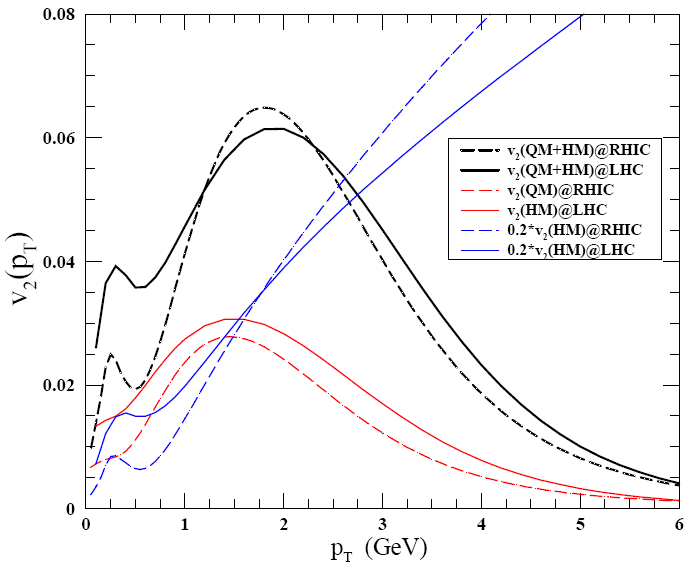 0.08
0.06
0.04
0.02
0
v2(pT)
v2(QM+HM)@RHIC
v2(QM+HM)@LHC
v2(QM)@RHIC
v2(HM)@LHC
0.2*v2(HM)@RHIC
0.2*v2(HM)@LHC
0 1 2 3 4 5 6
pT (GeV)